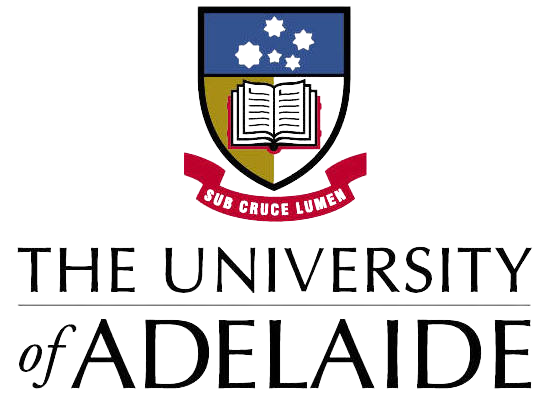 SUB CRUCE LUMEN
THE UNIVERSITY
of ADELAIDE